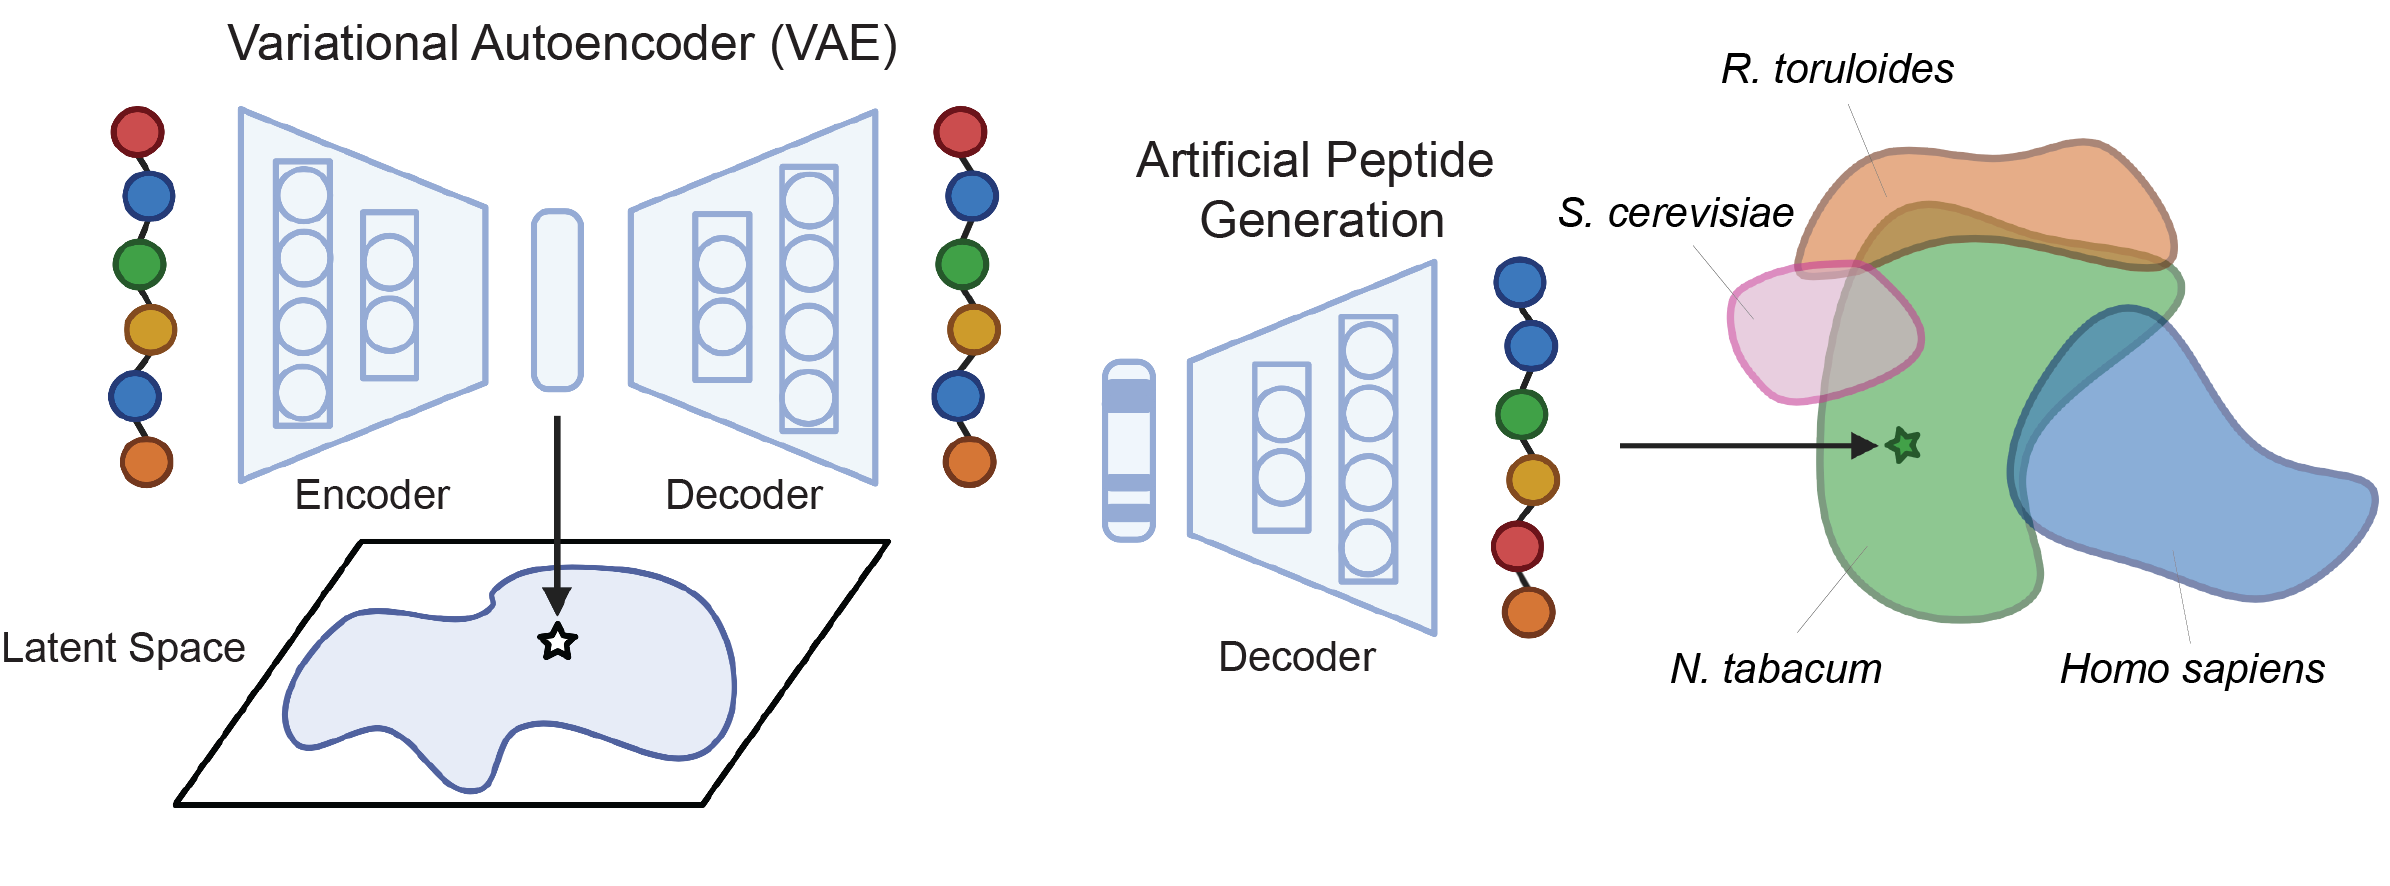 Variational Autoencoder (VAE)
Encoder
Decoder
Latent Space
Artificial Peptide
Generation
Decoder
R. toruloides
S. cerevisiae
N. tabacum
Homo sapiens